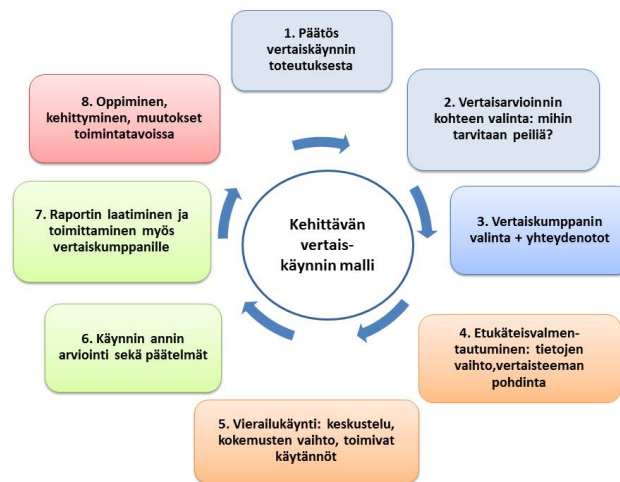 1. Päätös
vertaiskäynnin
toteutuksesta
2. Vertaisarvioinnin
kohteen valinta: mihin
tarvitaan peiliä?
3. Vertaiskumppanin
valinta + yhteydenotot
4. Etukäteisvalmen-
tautuminen: tietojen
vaihto,vertaisteeman
pohdinta
5. Vierailukäynti: keskustelu,
kokemusten vaihto, toimivat
käytännöt
6. Käynnin annin
arviointi sekä päätelmät
7. Raportin laatiminen ja
toimittaminen myös
vertaiskumppanille
8. Oppiminen,
kehittyminen, muutokset
toimintatavoissa
Kehittävän
vertais-
käynnin malli